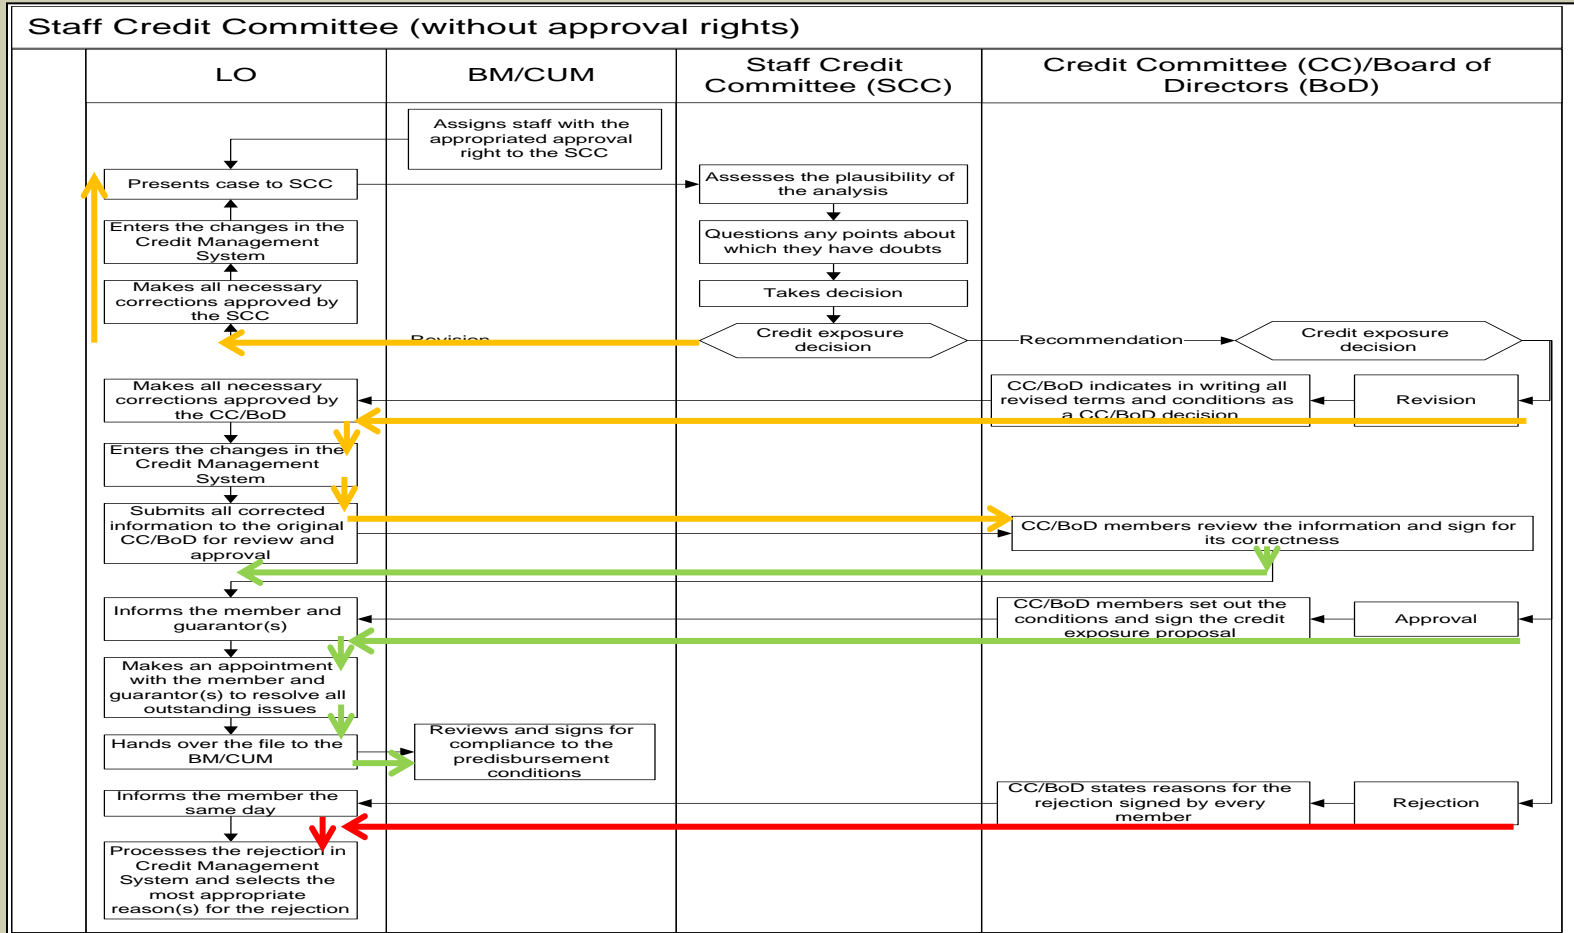 Staff Credit Committee (without approval rights)
LO
BM/CUM
Staff Credit
Committee (SCC)
Credit Committee (CC)/Board of
Directors (BoD)
Assigns staff with the
appropriated approval
right to the SCC
Presents case to SCC
Assesses the plausibility of
the analysis
Enters the changes in the
Credit Management
System
Questions any points about
which they have doubts
Makes all necessary
corrections approved by
the SCC
Takes decision
Revision
Credit exposure
decision
Recommendation
Credit exposure
decision
Makes all necessary
corrections approved by
the CC/BoD
CC/BoD indicates in writing all
revised terms and conditions as
a CC/BoD decision
Revision
Enters the changes in the
Credit Management
System
Submits all corrected
information to the original
CC/BoD for review and
approval
CC/BoD members review the information and sign for
its correctness
Informs the member and
guarantor(s)
CC/BoD members set out the
conditions and sign the credit
exposure proposal
Approval
Makes an appointment
with the member and
guarantor(s) to resolve all
outstanding issues
Hands over the file to the
BM/CUM
Reviews and signs for
compliance to the
predisbursement
conditions
Informs the member the
same day
CC/BoD states reasons for the
rejection signed by every
member
Rejection
Processes the rejection in
Credit Management
System and selects the
most appropriate
reason(s) for the rejection